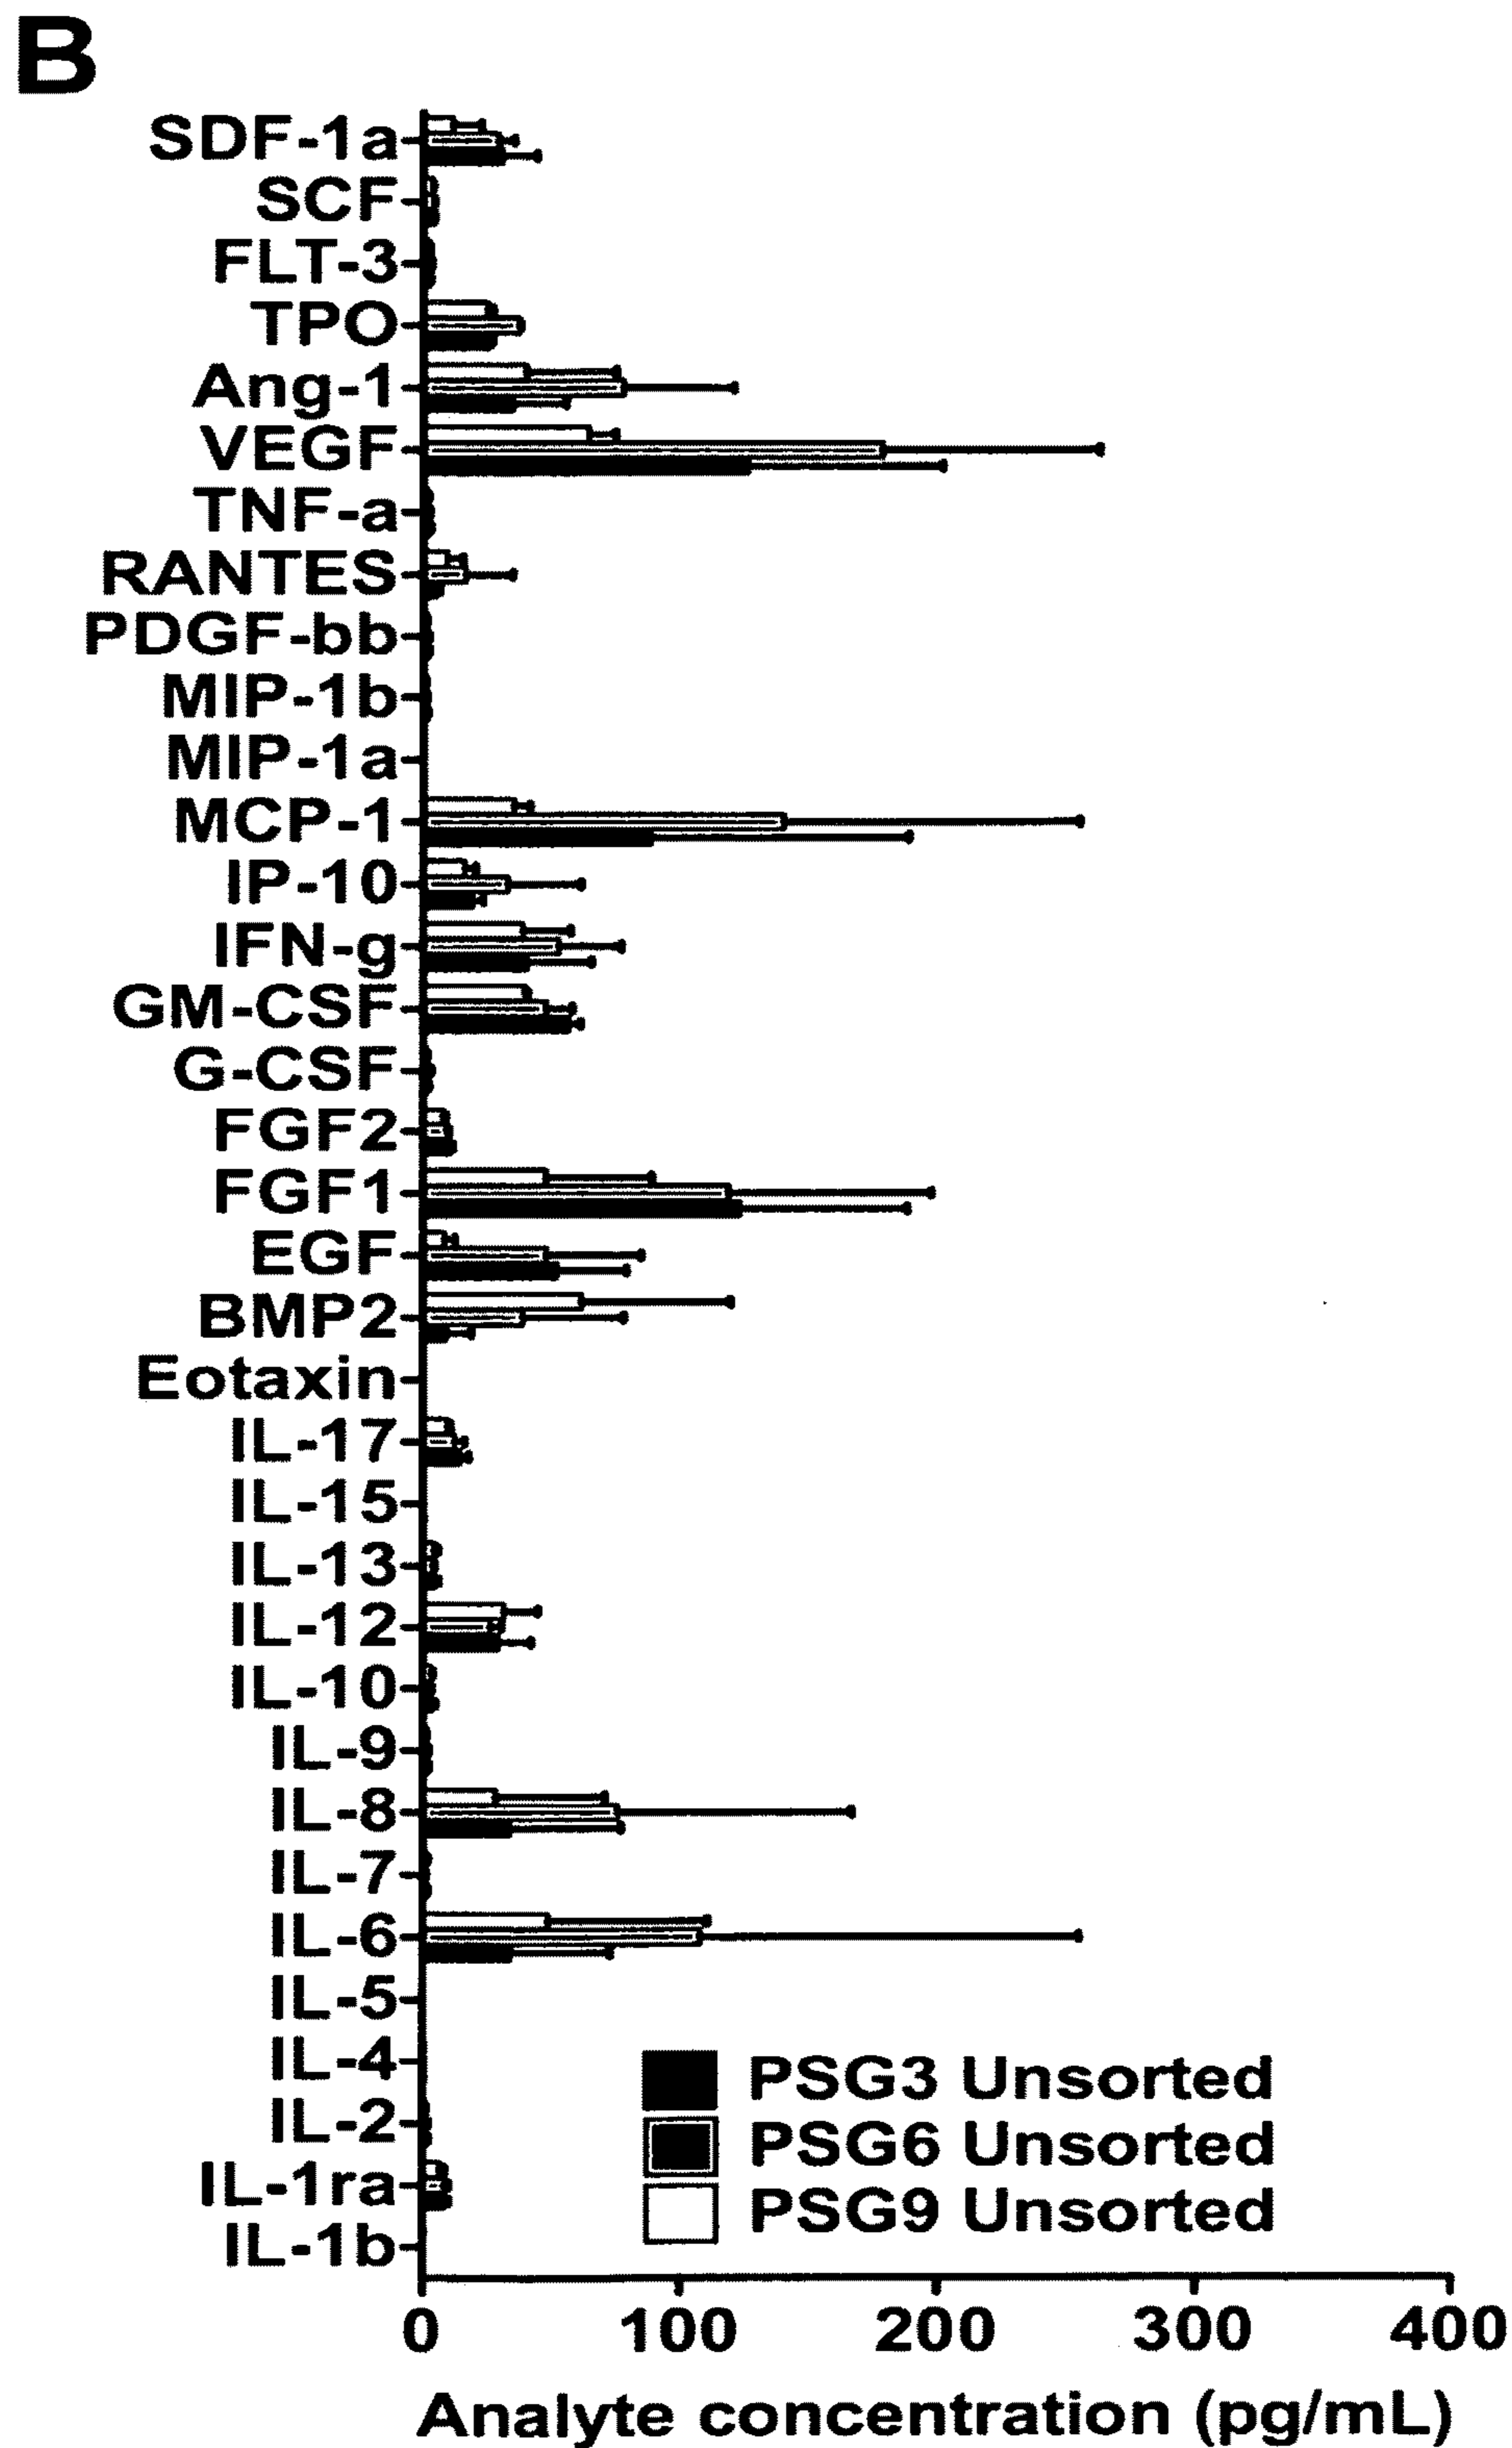 B
SDF-1a
SCF
FLT-3
TPO
Ang-1
VEGF
TNF-a
RANTES
PDGF-bb
MIP-1b
MIP-1a
MCP-1
IP-10
IFN-g
GM-CSF
G-CSF
FGF2
FGF1
EGF
BMP2
Eotaxin
IL-17
IL-15
IL-13
IL-12
IL-10
IL-9
IL-8
IL-7
IL-6
IL-5
IL-4
IL-2
IL-1ra
IL-1b
PSG3 Unsorted
PSG6 Unsorted
PSG9 Unsorted
0 100 200 300 400
Analyte concentration (pg/mL)